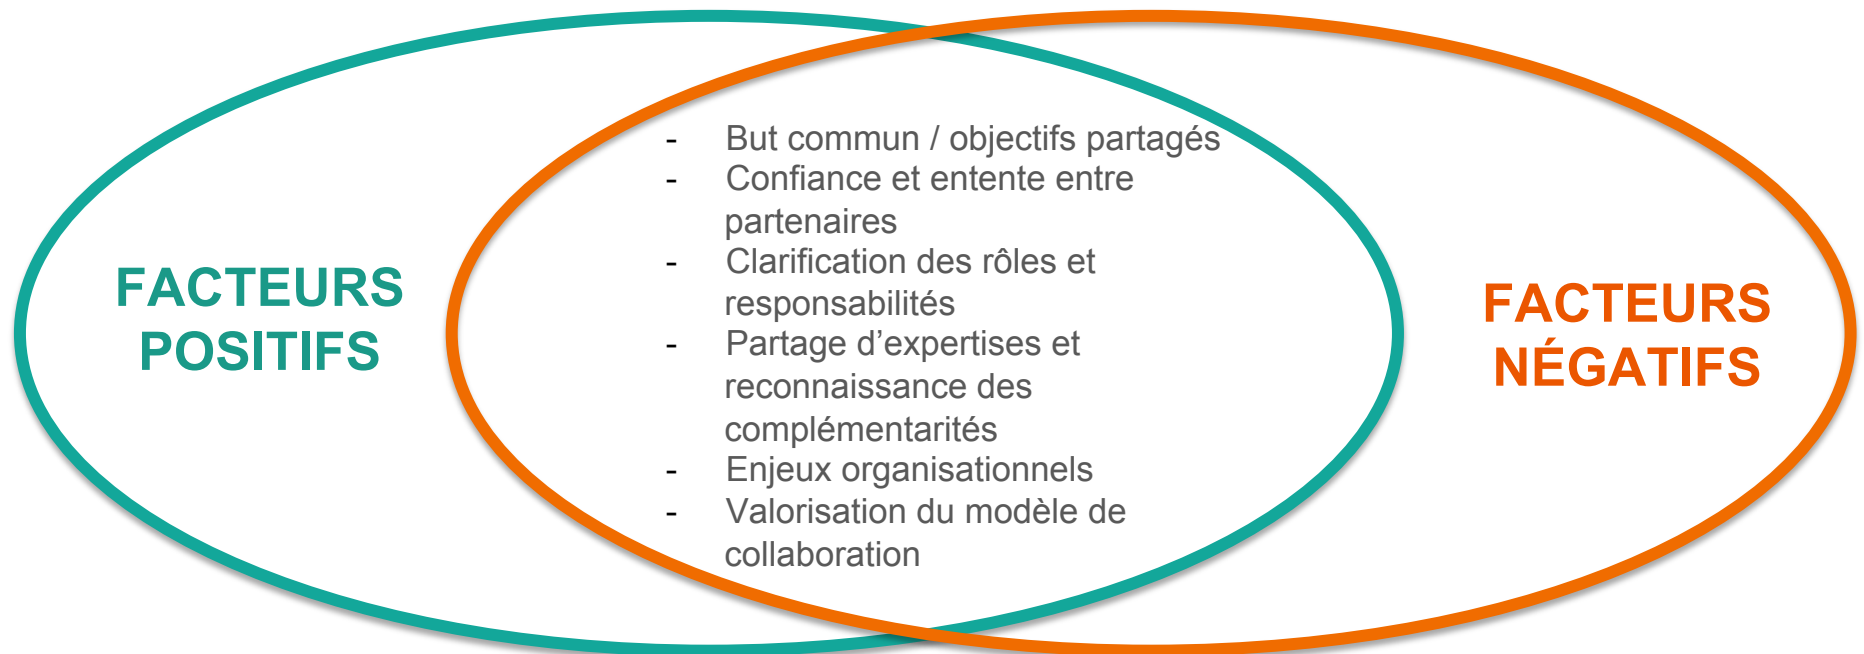 FACTEURS
POSITIFS
- But commun / objectifs partagés
- Confiance et entente entre
partenaires
- Clarification des rôles et
responsabilités
- Partage d’expertises et
reconnaissance des
complémentarités
- Enjeux organisationnels
- Valorisation du modèle de
collaboration
FACTEURS
NÉGATIFS